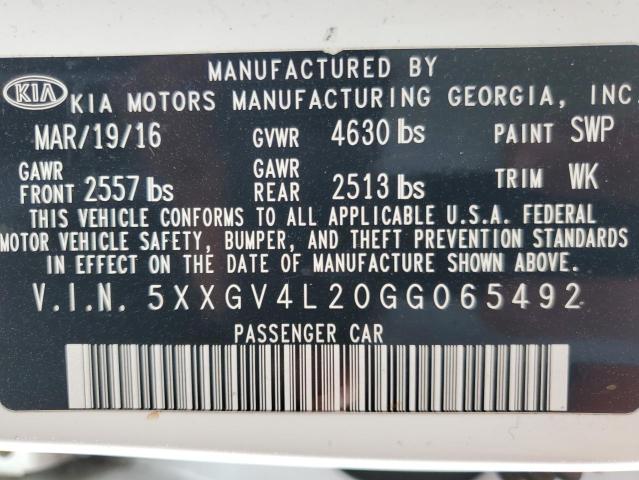 MANUFACTURED BY
KIA KIA MOTORS MANUFACTURING GEORGIA, INC
MAR/19/16 GVWR 4630 lbs PAINT SWP
GAWR FRONT 2557 lbs GAWR REAR 2513 lbs TRIM WK
THIS VEHICLE CONFORMS TO ALL APPLICABLE U.S.A. FEDERAL
MOTOR VEHICLE SAFETY, BUMPER, AND THEFT PREVENTION STANDARDS
IN EFFECT ON THE DATE OF MANUFACTURE SHOWN ABOVE.
V.I.N. 5XXGV4L20GG065492
PASSENGER CAR